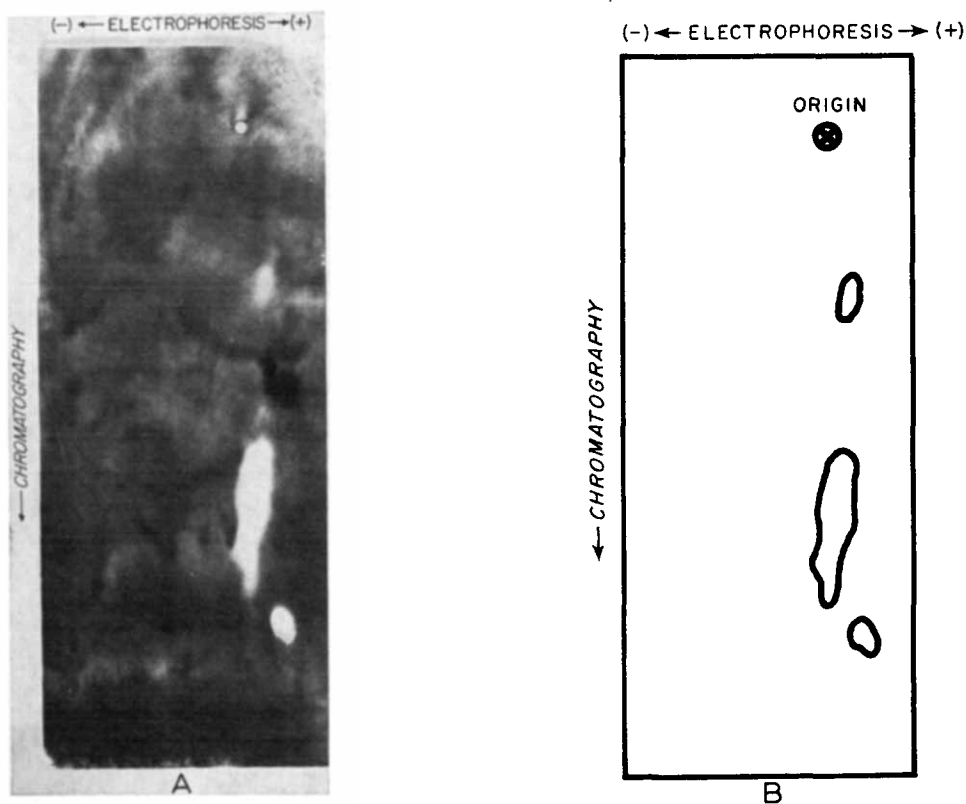 (-) ← ELECTROPHORESIS → (+)
← CHROMATOGRAPHY
A
(-) ← ELECTROPHORESIS → (+)
ORIGIN
← CHROMATOGRAPHY
B